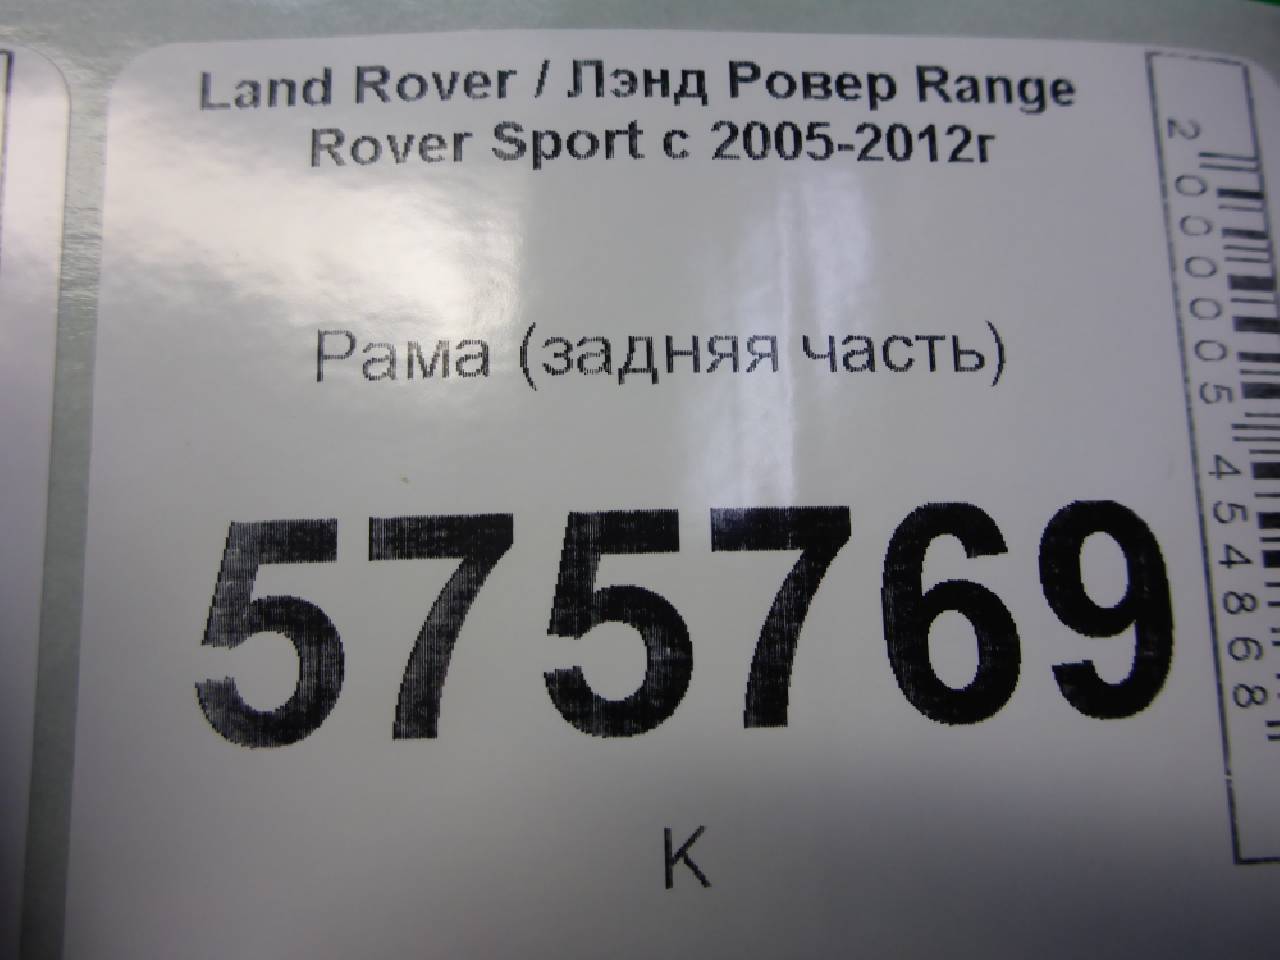 Land Rover / Лэнд Ровер Range
Rover Sport с 2005-2012г
Рама (задняя часть)
575769
К
2000005454868